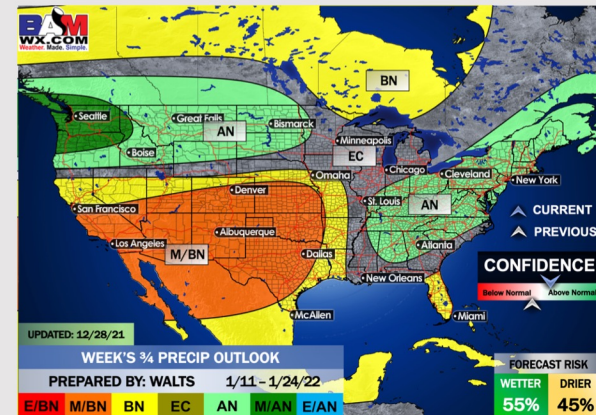 BAM
WX.COM
Weather. Made. Simple.
BN
Seattle
Great Falls
AN
Bismarck
Minneapolis
Boise
EC
Chicago
Omaha
Cleveland
New York
Denver
St. Louis
AN
San Francisco
CURRENT
Albuquerque
PREVIOUS
Los Angeles
M/BN
Dallas
Atlanta
CONFIDENCE
New Orleans
Below Normal
Above Normal
McAllen
Miami
UPDATED: 12/28/21
WEEK'S ¾ PRECIP OUTLOOK
FORECAST RISK
PREPARED BY: WALTS 1/11 – 1/24/22
WETTER DRIER
55% 45%
E/BN M/BN BN EC AN M/AN E/AN